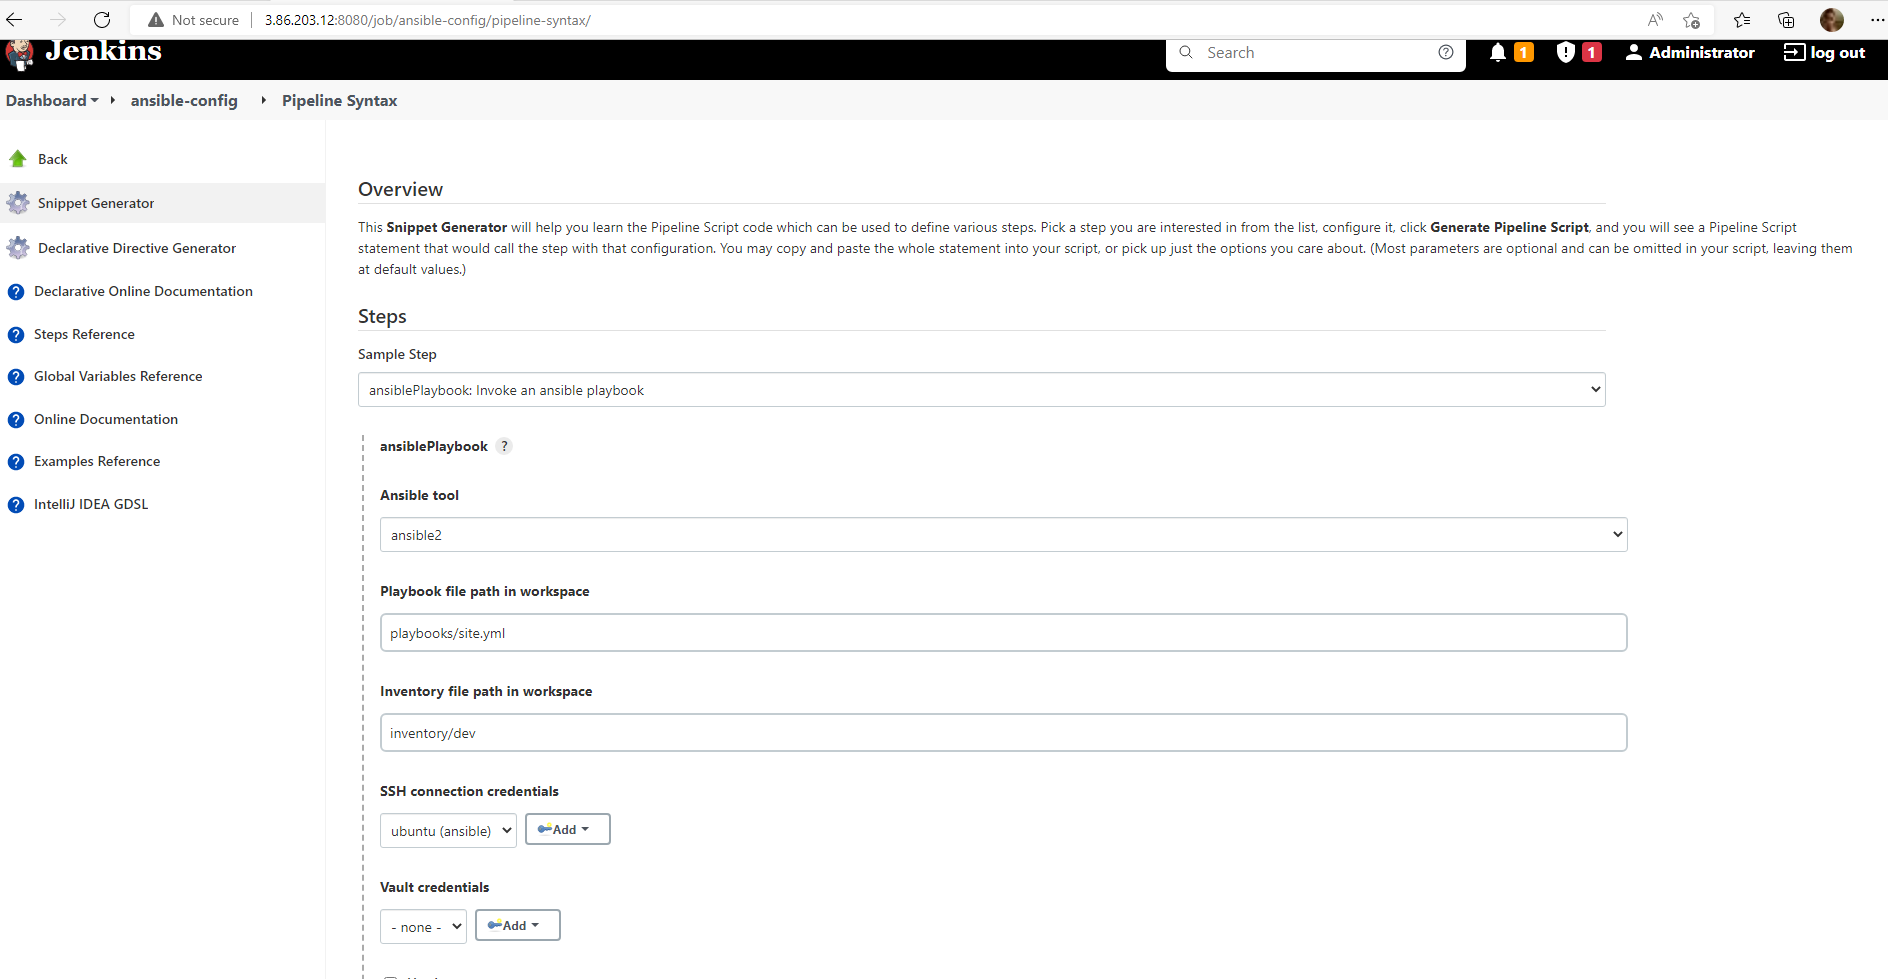 Not secure 3.86.203.12:8080/job/ansible-config/pipeline-syntax/
Jenkins
Search
1
1
Administrator
log out
Dashboard ansible-config Pipeline Syntax
Back
Snippet Generator
Declarative Directive Generator
Declarative Online Documentation
Steps Reference
Global Variables Reference
Online Documentation
Examples Reference
IntelliJ IDEA GDSL
Overview
This Snippet Generator will help you learn the Pipeline Script code which can be used to define various steps. Pick a step you are interested in from the list, configure it, click Generate Pipeline Script, and you will see a Pipeline Script
statement that would call the step with that configuration. You may copy and paste the whole statement into your script, or pick up just the options you care about. (Most parameters are optional and can be omitted in your script, leaving them
at default values.)
Steps
Sample Step
ansiblePlaybook: Invoke an ansible playbook
ansiblePlaybook ?
Ansible tool
ansible2
Playbook file path in workspace
playbooks/site.yml
Inventory file path in workspace
inventory/dev
SSH connection credentials
ubuntu (ansible) Add
Vault credentials
- none - Add